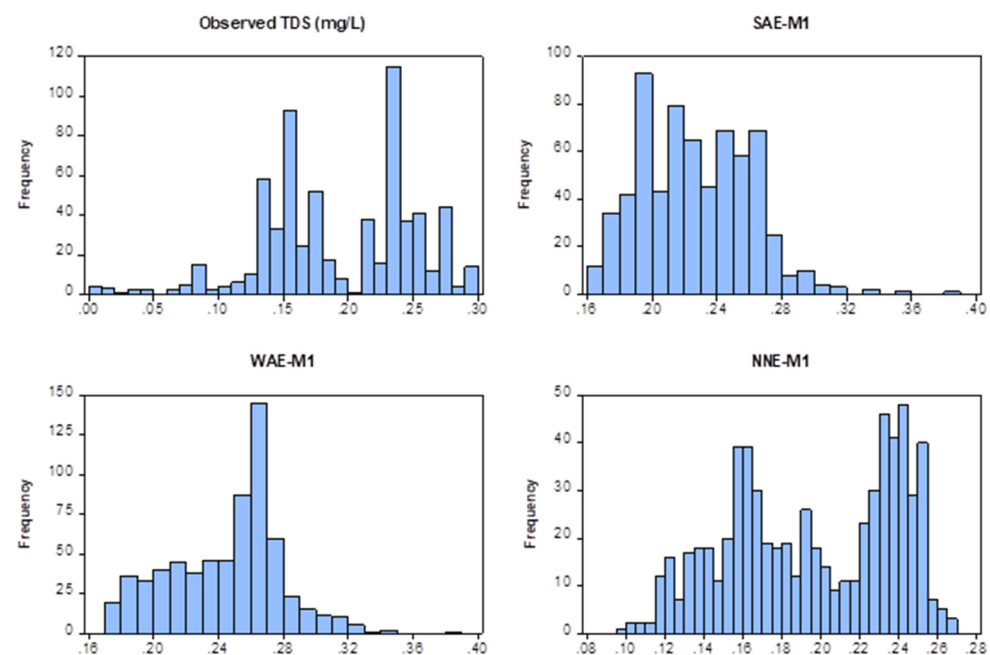 Observed TDS (mg/L)
Frequency
120
100
80
60
40
20
0
.00 .05 .10 .15 .20 .25 .30
SAE-M1
Frequency
100
80
60
40
20
0
.16 .20 .24 .28 .32 .36 .40
WAE-M1
Frequency
150
125
100
75
50
25
0
.16 .20 .24 .28 .32 .36 .40
NNE-M1
Frequency
50
40
30
20
10
0
.08 .10 .12 .14 .16 .18 .20 .22 .24 .26 .28